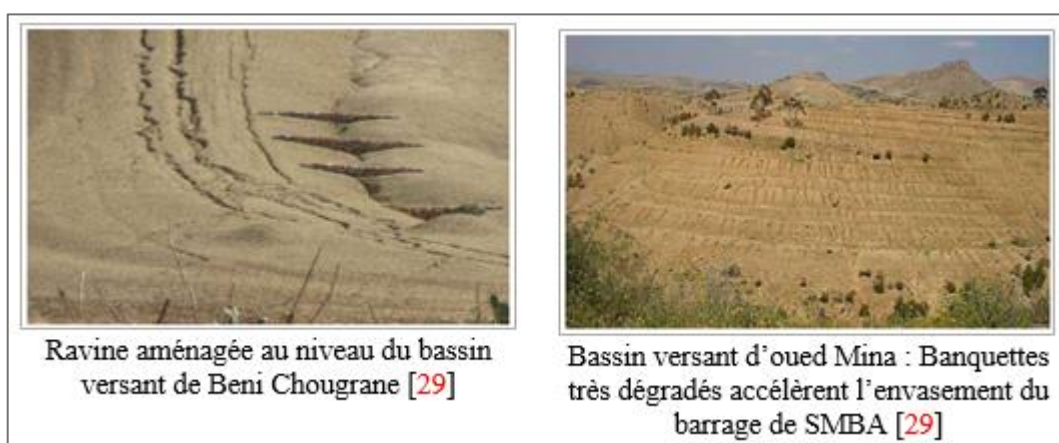 Ravine aménagée au niveau du bassin
versant de Beni Chougrane [29]
Bassin versant d’oued Mina : Banquettes
très dégradés accélèrent l’envasement du
barrage de SMBA [29]